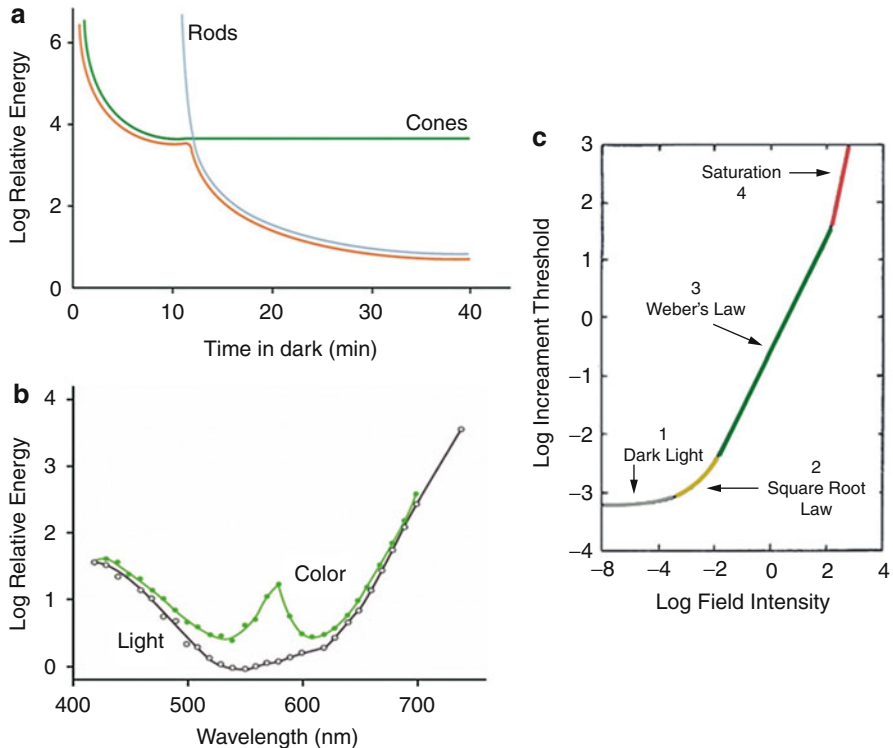 a
Log Relative Energy
6
4
2
0
Rods
Cones
0 10 20 30 40
Time in dark (min)
b
Log Relative Energy
4
3
2
1
0
Color
Light
400 500 600 700
Wavelength (nm)
c
Log Increament Threshold
3
2
1
0
−1
−2
−3
−4
Saturation
4
3
Weber's Law
1
Dark Light
2
Square Root
Law
−8 −4 −2 0 2 4
Log Field Intensity